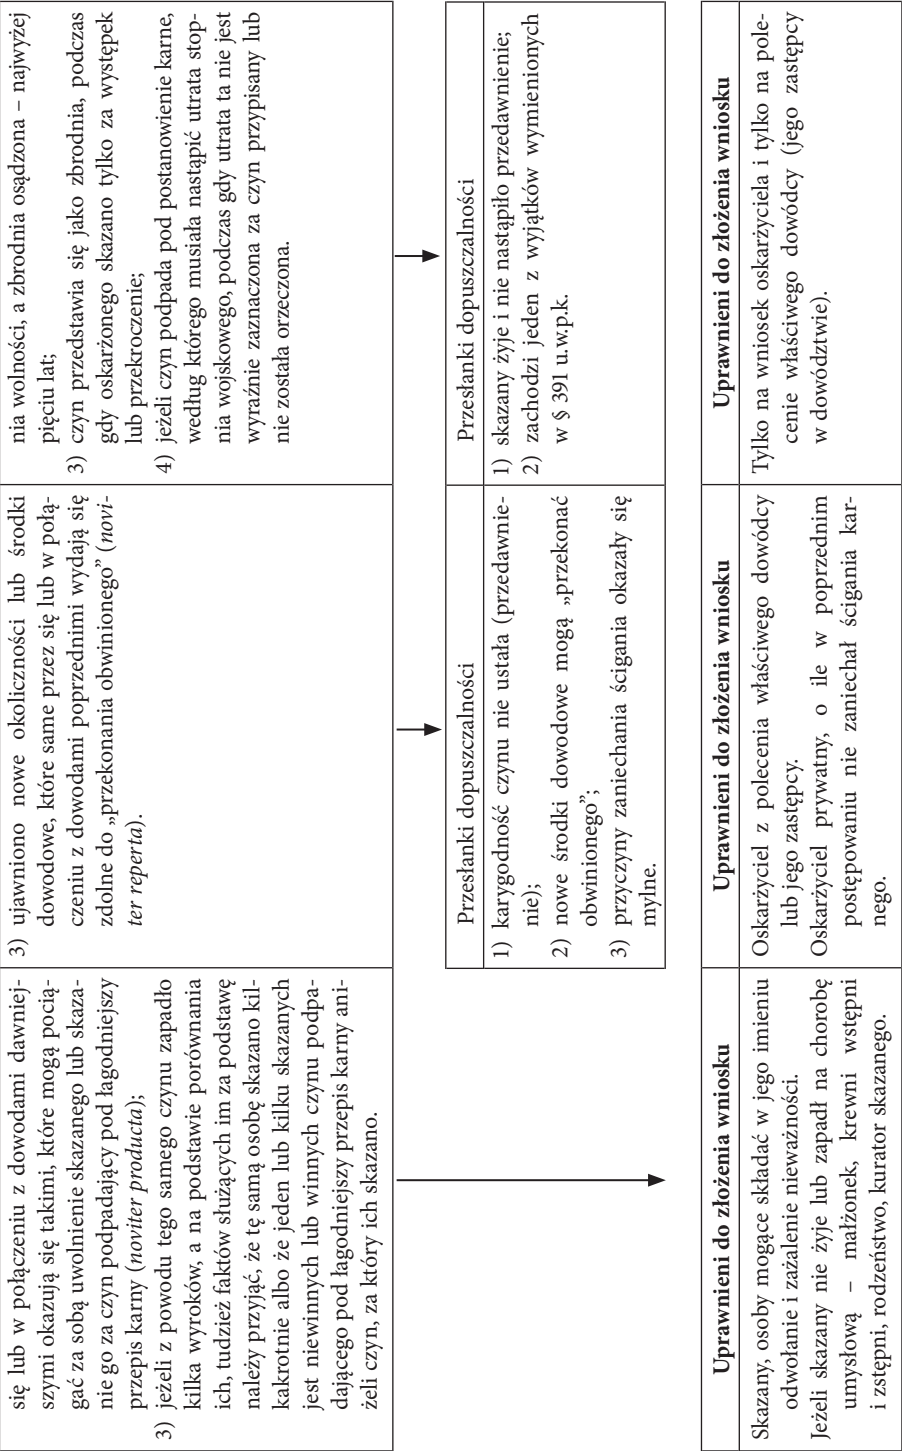 się lub w połączeniu z dowodami dawniej-
szymi okazują się takimi, które mogą pocią-
gać za sobą uwolnienie skazanego lub skaza-
nie go za czyn podpadający pod łagodniejszy
przepis karny (noviter producta);
3) jeżeli z powodu tego samego czynu zapadło
kilka wyroków, a na podstawie porównania
ich, tudzież faktów służących im za podstawę
należy przyjąć, że tę samą osobę skazano kil-
kakrotnie albo że jeden lub kilku skazanych
jest niewinnych lub winnych czynu podpa-
dającego pod łagodniejszy przepis karny ani-
żeli czyn, za który ich skazano.
3) ujawniono nowe okoliczności lub środki
dowodowe, które same przez się lub w połą-
czeniu z dowodami poprzednimi wydają się
zdolne do „przekonania obwinionego” (novi-
ter reperta).
nia wolności, a zbrodnia osądzona – najwyżej
pięciu lat;
3) czyn przedstawia się jako zbrodnia, podczas
gdy oskarżonego skazano tylko za występek
lub przekroczenie;
4) jeżeli czyn podpada pod postanowienie karne,
według którego musiała nastąpić utrata stop-
nia wojskowego, podczas gdy utrata ta nie jest
wyraźnie zaznaczona za czyn przypisany lub
nie została orzeczona.
Przesłanki dopuszczalności
1) karygodność czynu nie ustała (przedawnie-
nie);
2) nowe środki dowodowe mogą „przekonać
obwinionego”;
3) przyczyny zaniechania ścigania okazały się
mylne.
Przesłanki dopuszczalności
1) skazany żyje i nie nastąpiło przedawnienie;
2) zachodzi jeden z wyjątków wymienionych
w § 391 u.w.p.k.
Uprawnieni do złożenia wniosku
Skazany, osoby mogące składać w jego imieniu
odwołanie i zażalenie nieważności.
Jeżeli skazany nie żyje lub zapadł na chorobę
umysłową – małżonek, krewni wstępni
i zstępni, rodzeństwo, kurator skazanego.
Uprawnieni do złożenia wniosku
Oskarżyciel z polecenia właściwego dowódcy
lub jego zastępcy.
Oskarżyciel prywatny, o ile w poprzednim
postępowaniu nie zaniechał ścigania kar-
nego.
Uprawnieni do złożenia wniosku
Tylko na wniosek oskarżyciela i tylko na pole-
cenie właściwego dowódcy (jego zastępcy
w dowództwie).